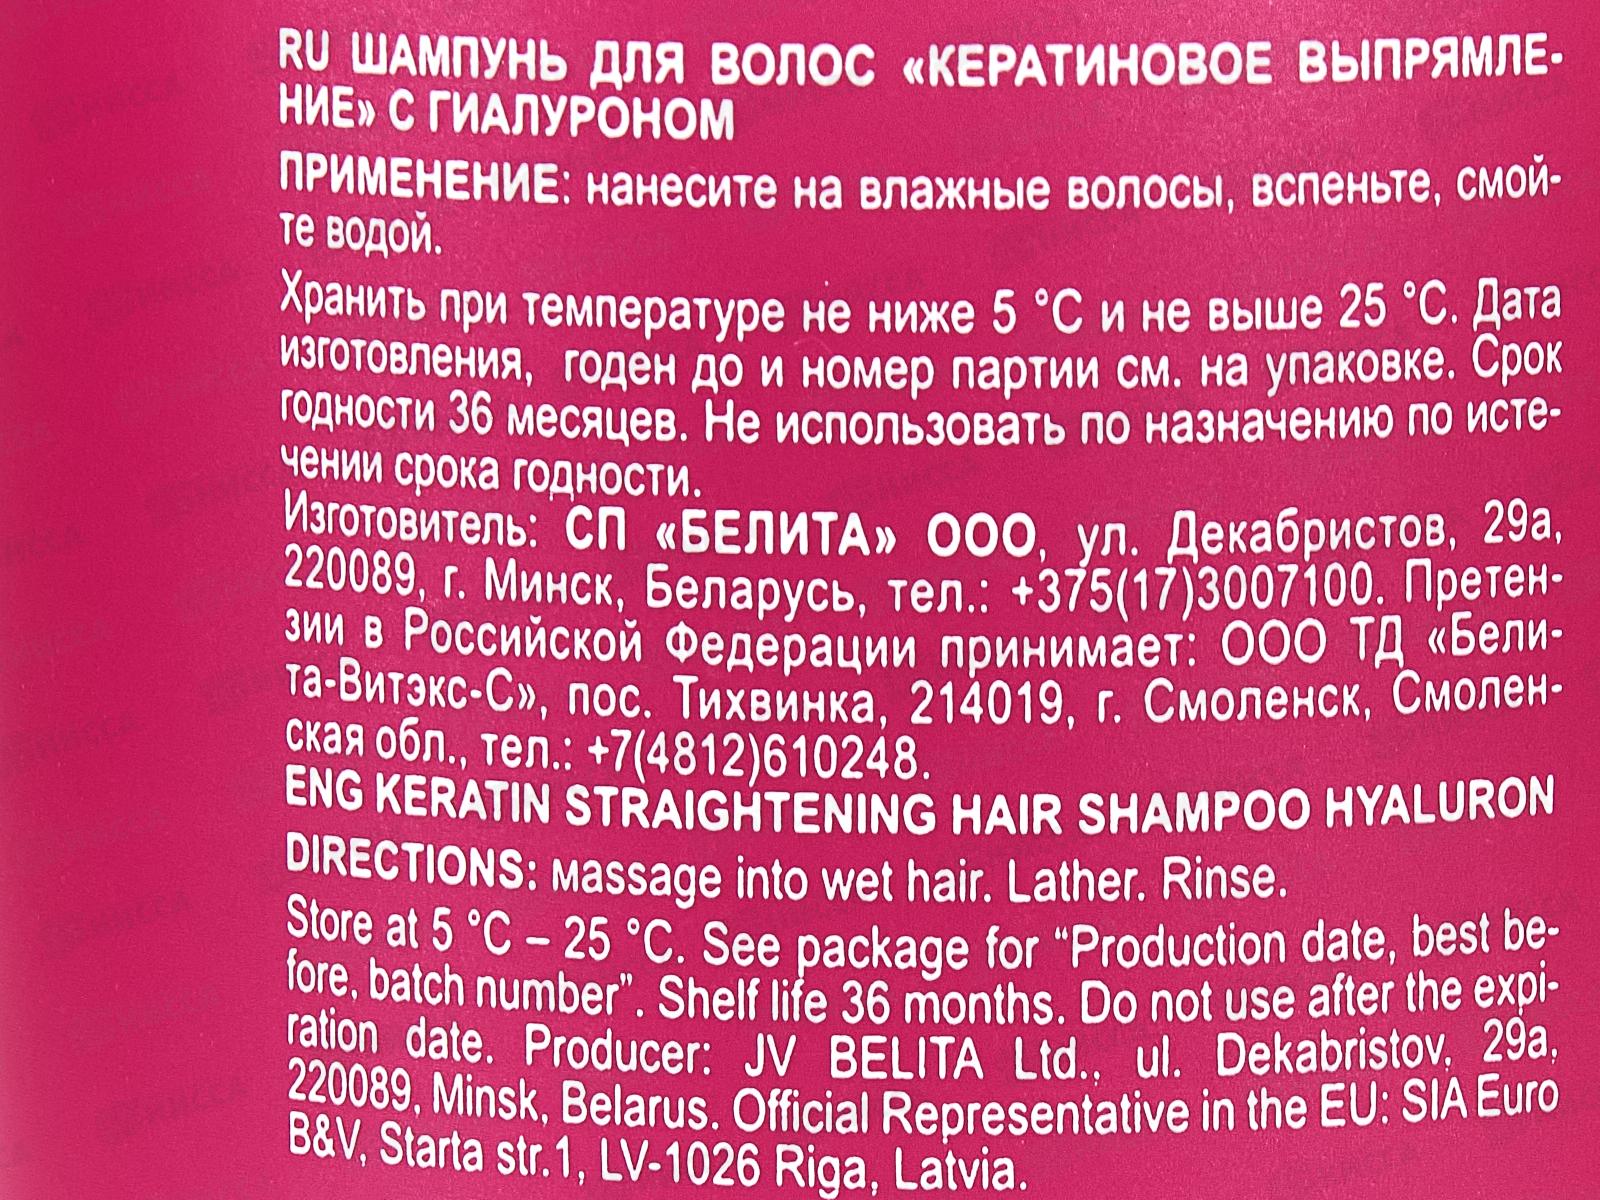 RU ШАМПУНЬ ДЛЯ ВОЛОС «КЕРАТИНОВОЕ ВЫПРЯМЛЕ-
НИЕ» С ГИАЛУРОНОМ
ПРИМЕНЕНИЕ: нанесите на влажные волосы, вспеньте, смой-
те водой.
Хранить при температуре не ниже 5 °C и не выше 25 °C. Дата
изготовления, годен до и номер партии см. на упаковке. Срок
годности 36 месяцев. Не использовать по назначению по исте-
чении срока годности.
Изготовитель: СП «БЕЛИТА» ООО, ул. Декабристов, 29а,
220089, г. Минск, Беларусь, тел.: +375(17)3007100. Претен-
зии в Российской Федерации принимает: ООО ТД «Бели-
та-Витэкс-С», пос. Тихвинка, 214019, г. Смоленск, Смолен-
ская обл., тел.: +7(4812)610248.
ENG KERATIN STRAIGHTENING HAIR SHAMPOO HYALURON
DIRECTIONS: massage into wet hair. Lather. Rinse.
Store at 5 °C – 25 °C. See package for “Production date, best be-
fore, batch number”. Shelf life 36 months. Do not use after the expi-
ration date. Producer: JV BELITA Ltd., ul. Dekabristov, 29a,
220089, Minsk, Belarus. Official Representative in the EU: SIA Euro
B&V, Starta str.1, LV-1026 Riga, Latvia.